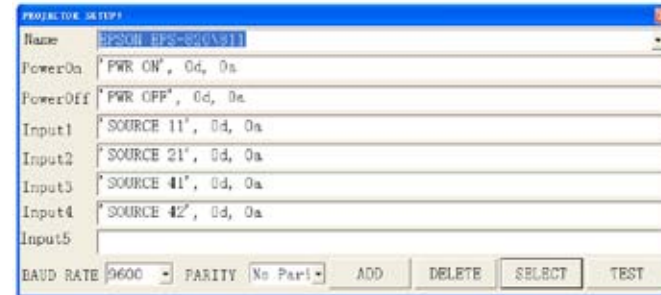 PROJECTOR SETUP!
Name EPSON EPS-820\811
PowerOn 'PWR ON', 0d, 0a
PowerOff 'PWR OFF', 0d, 0a
Input1 'SOURCE 11', 0d, 0a
Input2 'SOURCE 21', 0d, 0a
Input3 'SOURCE 41', 0d, 0a
Input4 'SOURCE 42', 0d, 0a
Input5
BAUD RATE 9600 PARITY No Pari ADD DELETE SELECT TEST